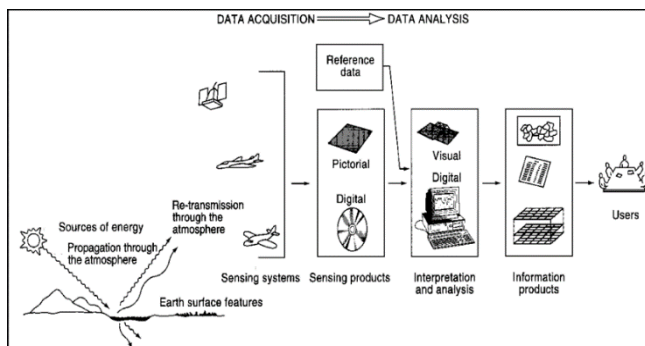 DATA ACQUISITION
DATA ANALYSIS
Reference
data
Pictorial
Digital
Visual
Digital
Sources of energy
Propagation through
the atmosphere
Re-transmission
through the
atmosphere
Earth surface features
Sensing systems
Sensing products
Interpretation
and analysis
Information
products
Users